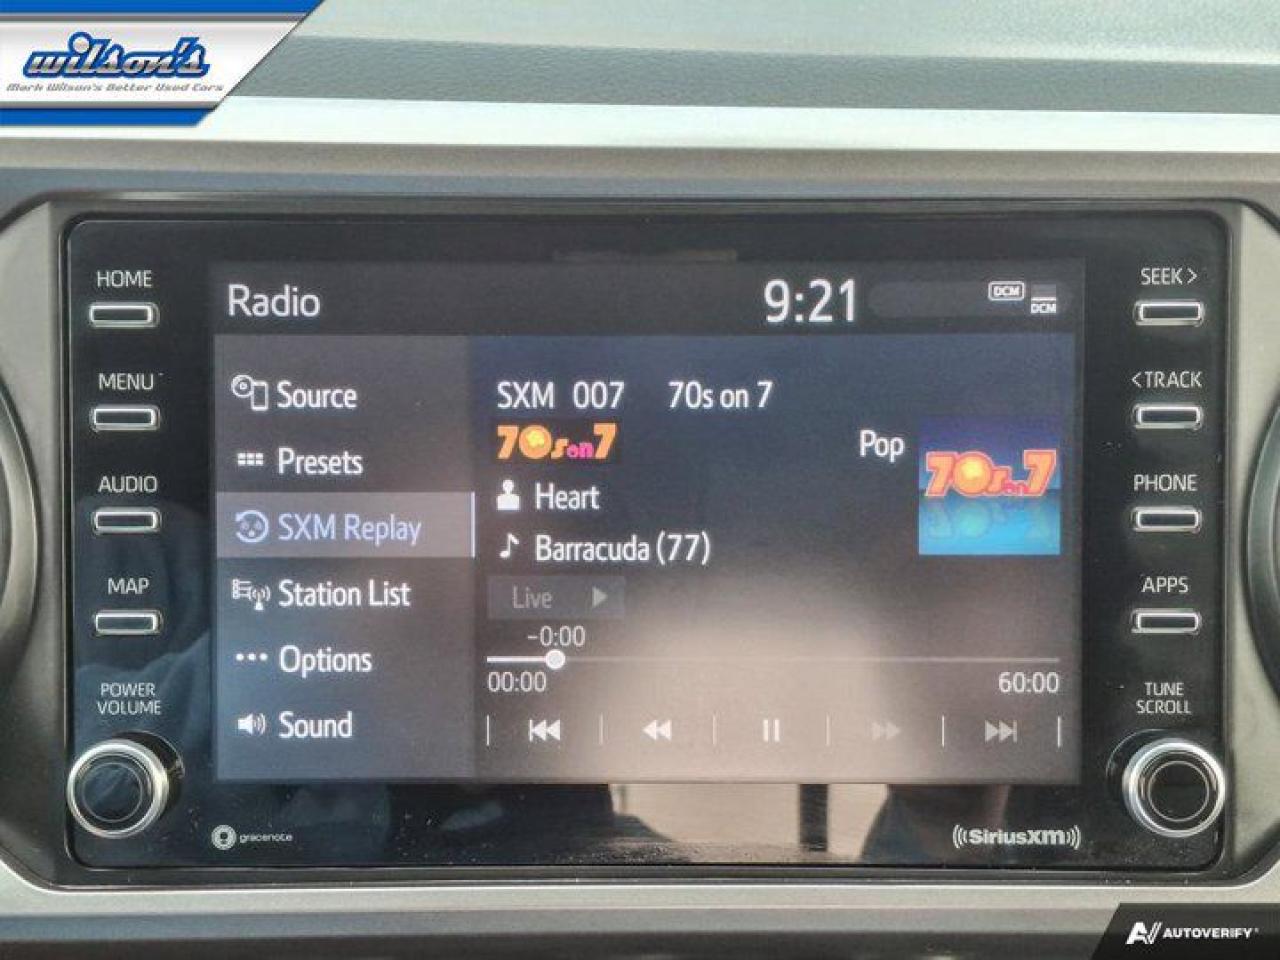 wilson's
Mark Wilson's Better Used Cars
HOME
MENU
AUDIO
MAP
POWER
VOLUME
Radio
9:21
DCM
DCM
Source
Presets
SXM Replay
Station List
Options
Sound
SXM 007 70s on 7
70s on 7
Pop
70s on 7
Heart
Barracuda (77)
Live
-0:00
00:00
60:00
SEEK >
< TRACK
PHONE
APPS
TUNE
SCROLL
gracenote
((SiriusXM))
AUTOVERIFY